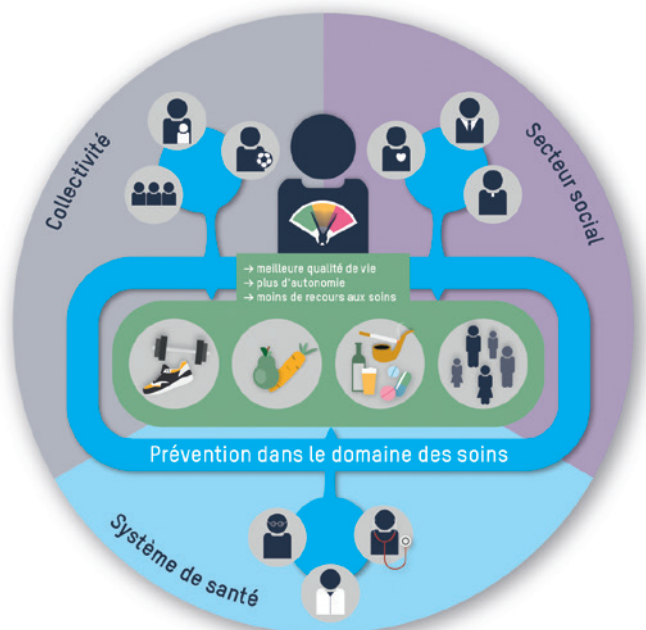 Collectivité
Secteur social
→ meilleure qualité de vie
→ plus d'autonomie
→ moins de recours aux soins
Prévention dans le domaine des soins
Système de santé